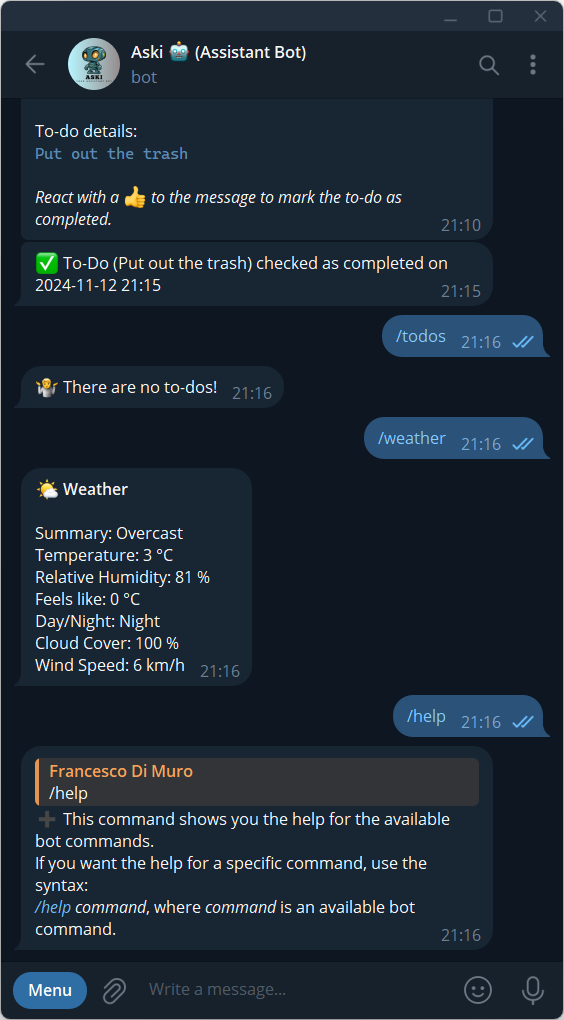 Aski 🤖 (Assistant Bot)
bot
ASKI
To-do details:
Put out the trash
React with a 👍 to the message to mark the to-do as
completed.
21:10
✅ To-Do (Put out the trash) checked as completed on
2024-11-12 21:15
21:15
/todos 21:16
🤷 There are no to-dos! 21:16
/weather 21:16
🌤 Weather
Summary: Overcast
Temperature: 3 °C
Relative Humidity: 81 %
Feels like: 0 °C
Day/Night: Night
Cloud Cover: 100 %
Wind Speed: 6 km/h 21:16
/help 21:16
Francesco Di Muro
/help
➕ This command shows you the help for the available
bot commands.
If you want the help for a specific command, use the
syntax:
/help command, where command is an available bot
command.
21:16
Menu
Write a message...